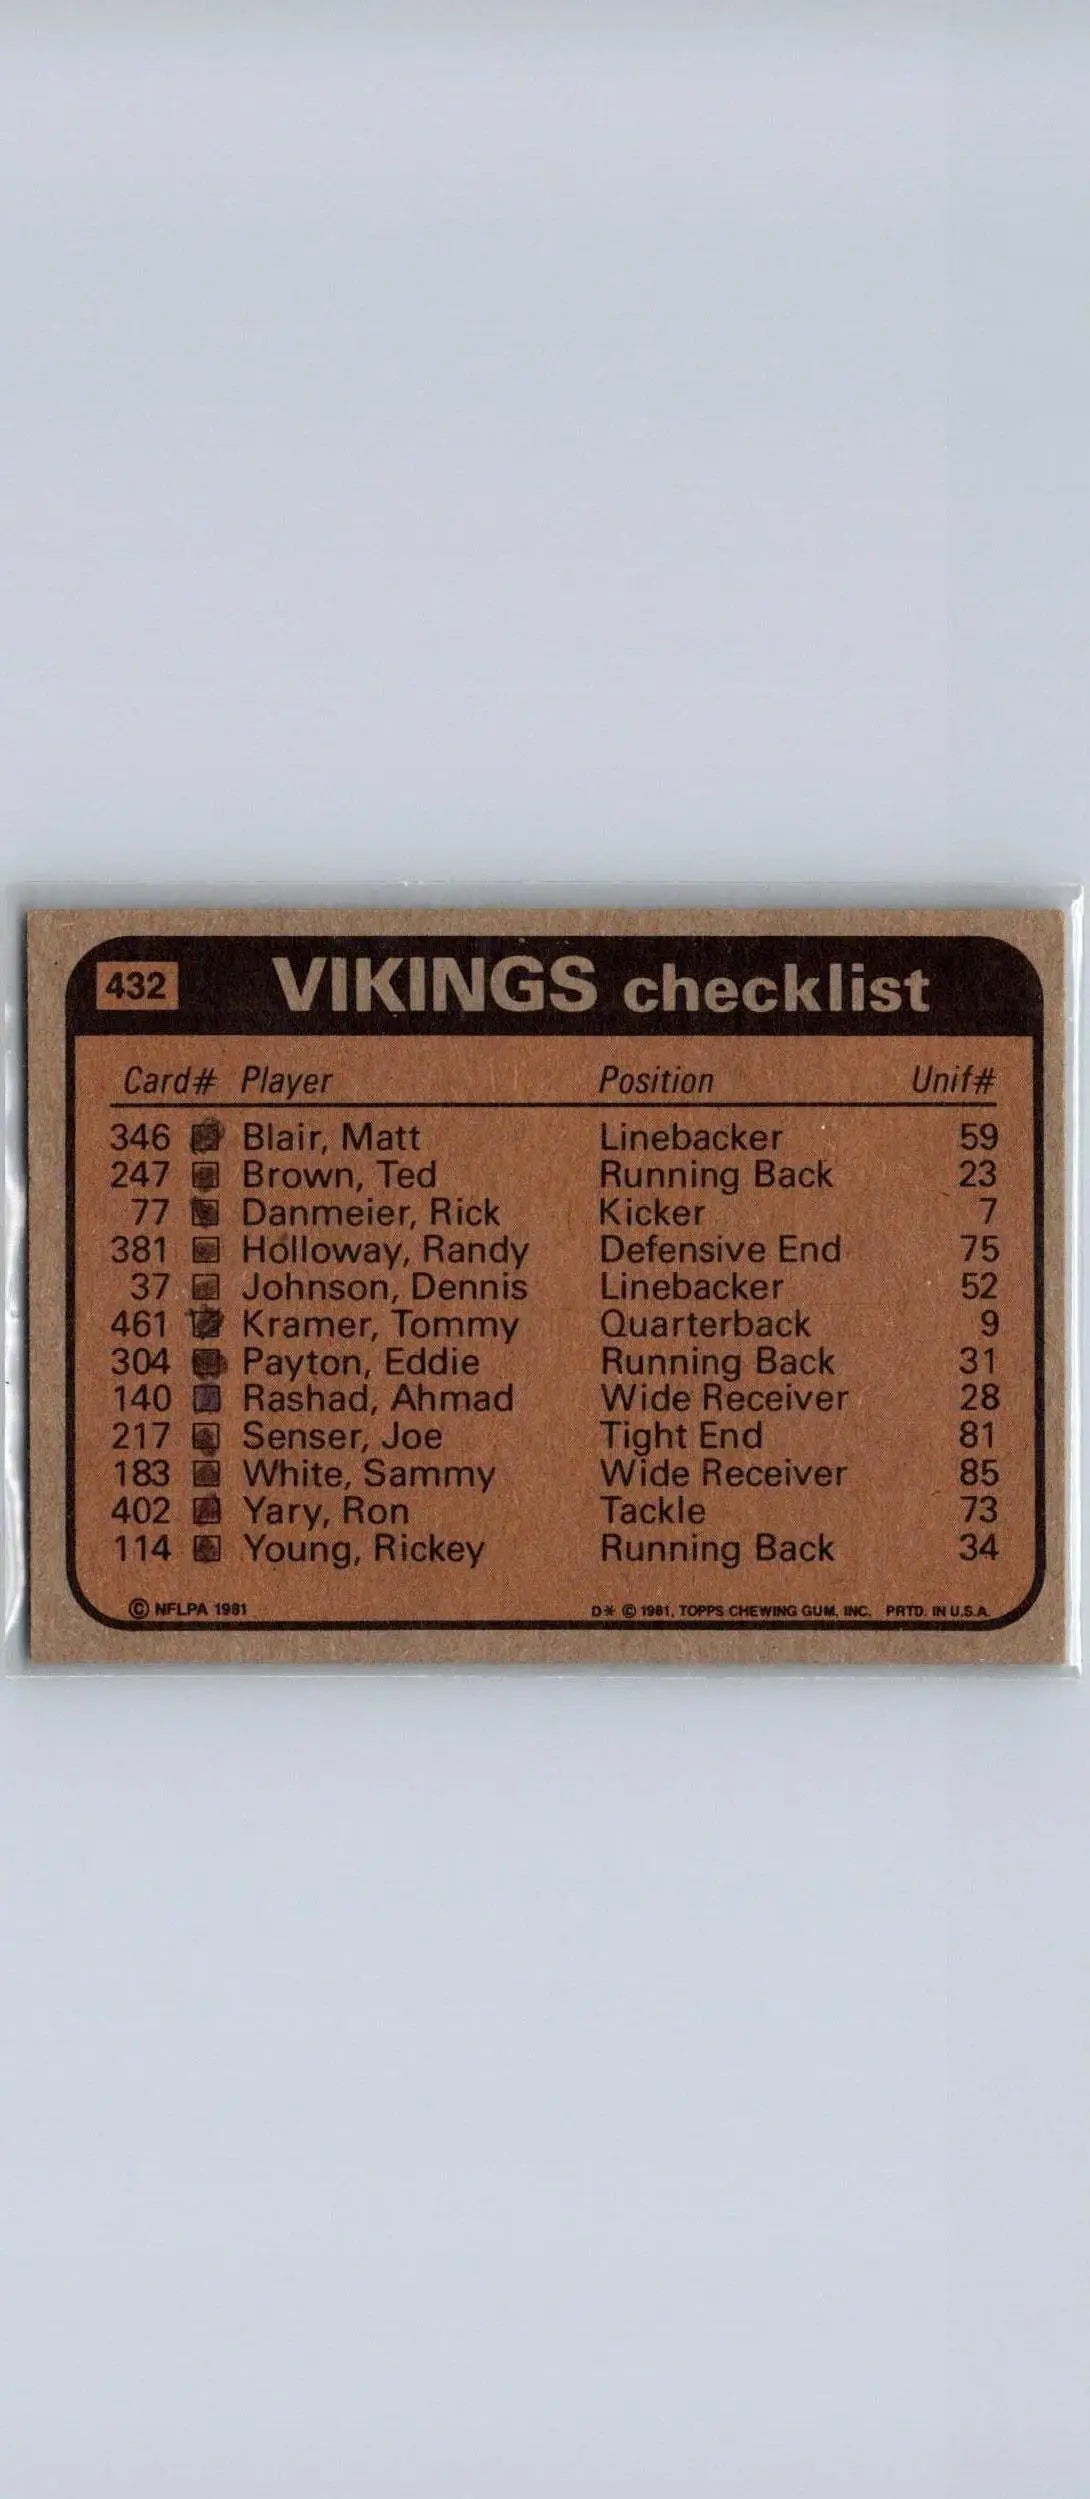 432 VIKINGS checklist
Card# Player Position Unif#
346 Blair, Matt Linebacker 59
247 Brown, Ted Running Back 23
77 Danmeier, Rick Kicker 7
381 Holloway, Randy Defensive End 75
37 Johnson, Dennis Linebacker 52
461 Kramer, Tommy Quarterback 9
304 Payton, Eddie Running Back 31
140 Rashad, Ahmad Wide Receiver 28
217 Senser, Joe Tight End 81
183 White, Sammy Wide Receiver 85
402 Yary, Ron Tackle 73
114 Young, Rickey Running Back 34
© NFLPA 1981 D* © 1981, TOPPS CHEWING GUM, INC. PRTD. IN U.S.A.